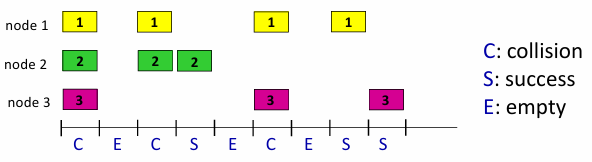 node 1 1 1 1 1
node 2 2 2 2
node 3 3 3 3
C E C S E C E S S
C: collision
S: success
E: empty